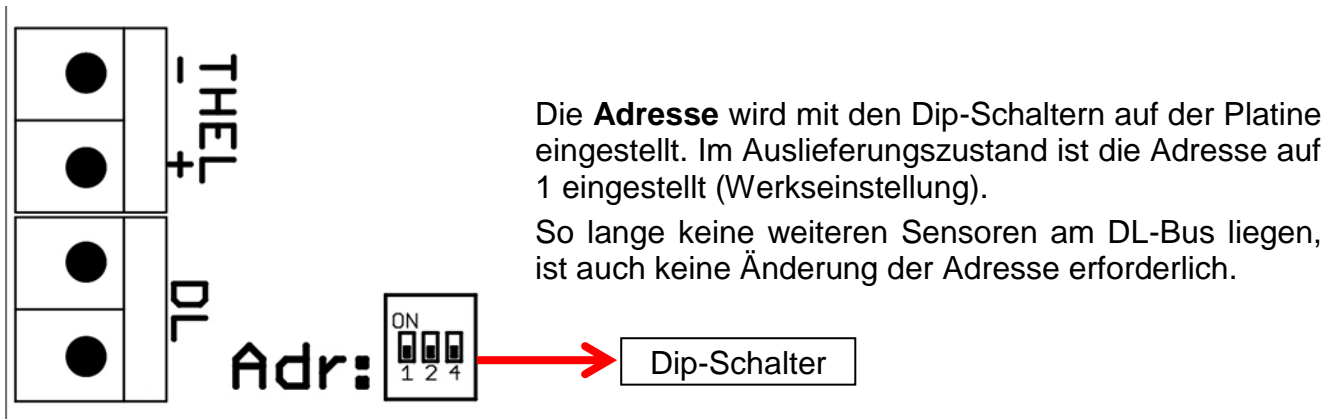 THEL
- +
DL
Die Adresse wird mit den Dip-Schaltern auf der Platine
eingestellt. Im Auslieferungszustand ist die Adresse auf
1 eingestellt (Werkseinstellung).
So lange keine weiteren Sensoren am DL-Bus liegen,
ist auch keine Änderung der Adresse erforderlich.
Adr:
ON
1 2 4
Dip-Schalter